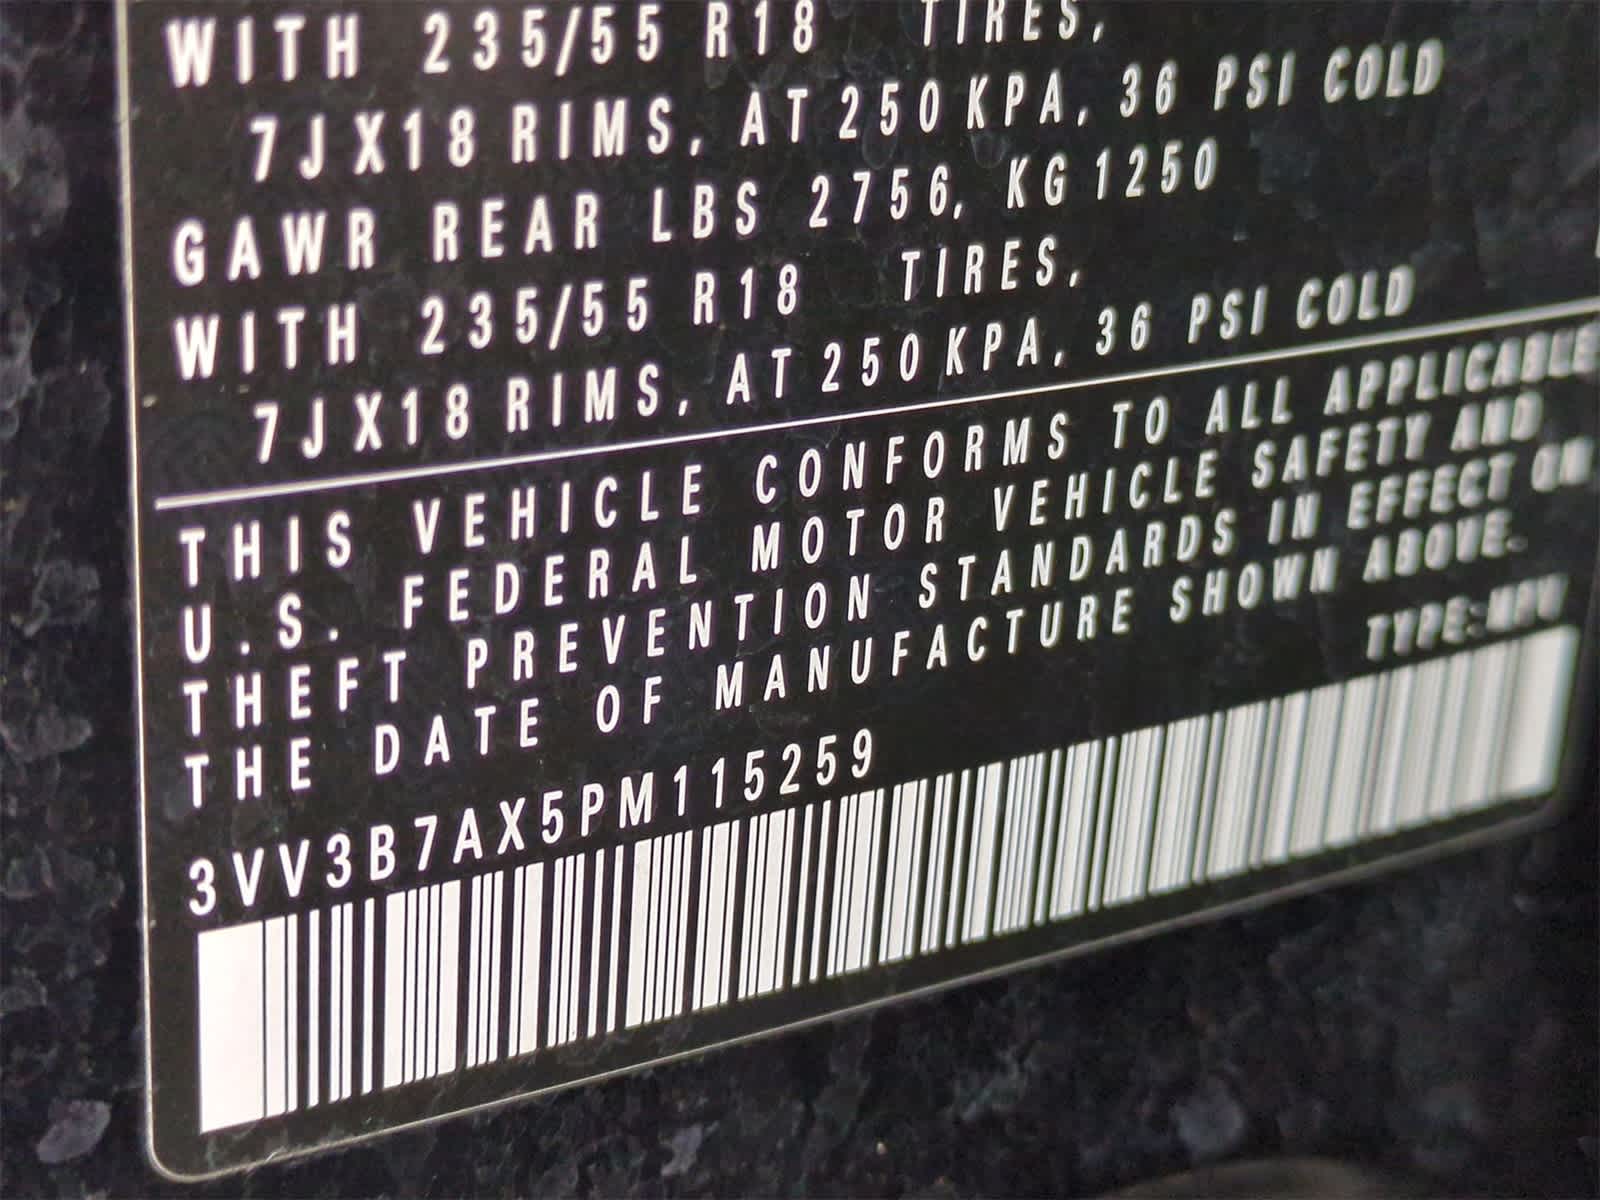 WITH 235/55 R18 TIRES,
7JX18 RIMS, AT 250 KPA, 36 PSI COLD
GAWR REAR LBS 2756, KG 1250
WITH 235/55 R18 TIRES,
7JX18 RIMS, AT 250 KPA, 36 PSI COLD
THIS VEHICLE CONFORMS TO ALL APPLICABLE
U.S. FEDERAL MOTOR VEHICLE SAFETY AND
THEFT PREVENTION STANDARDS IN EFFECT ON
THE DATE OF MANUFACTURE SHOWN ABOVE.
TYPE: MPV
3VV3B7AX5PM115259